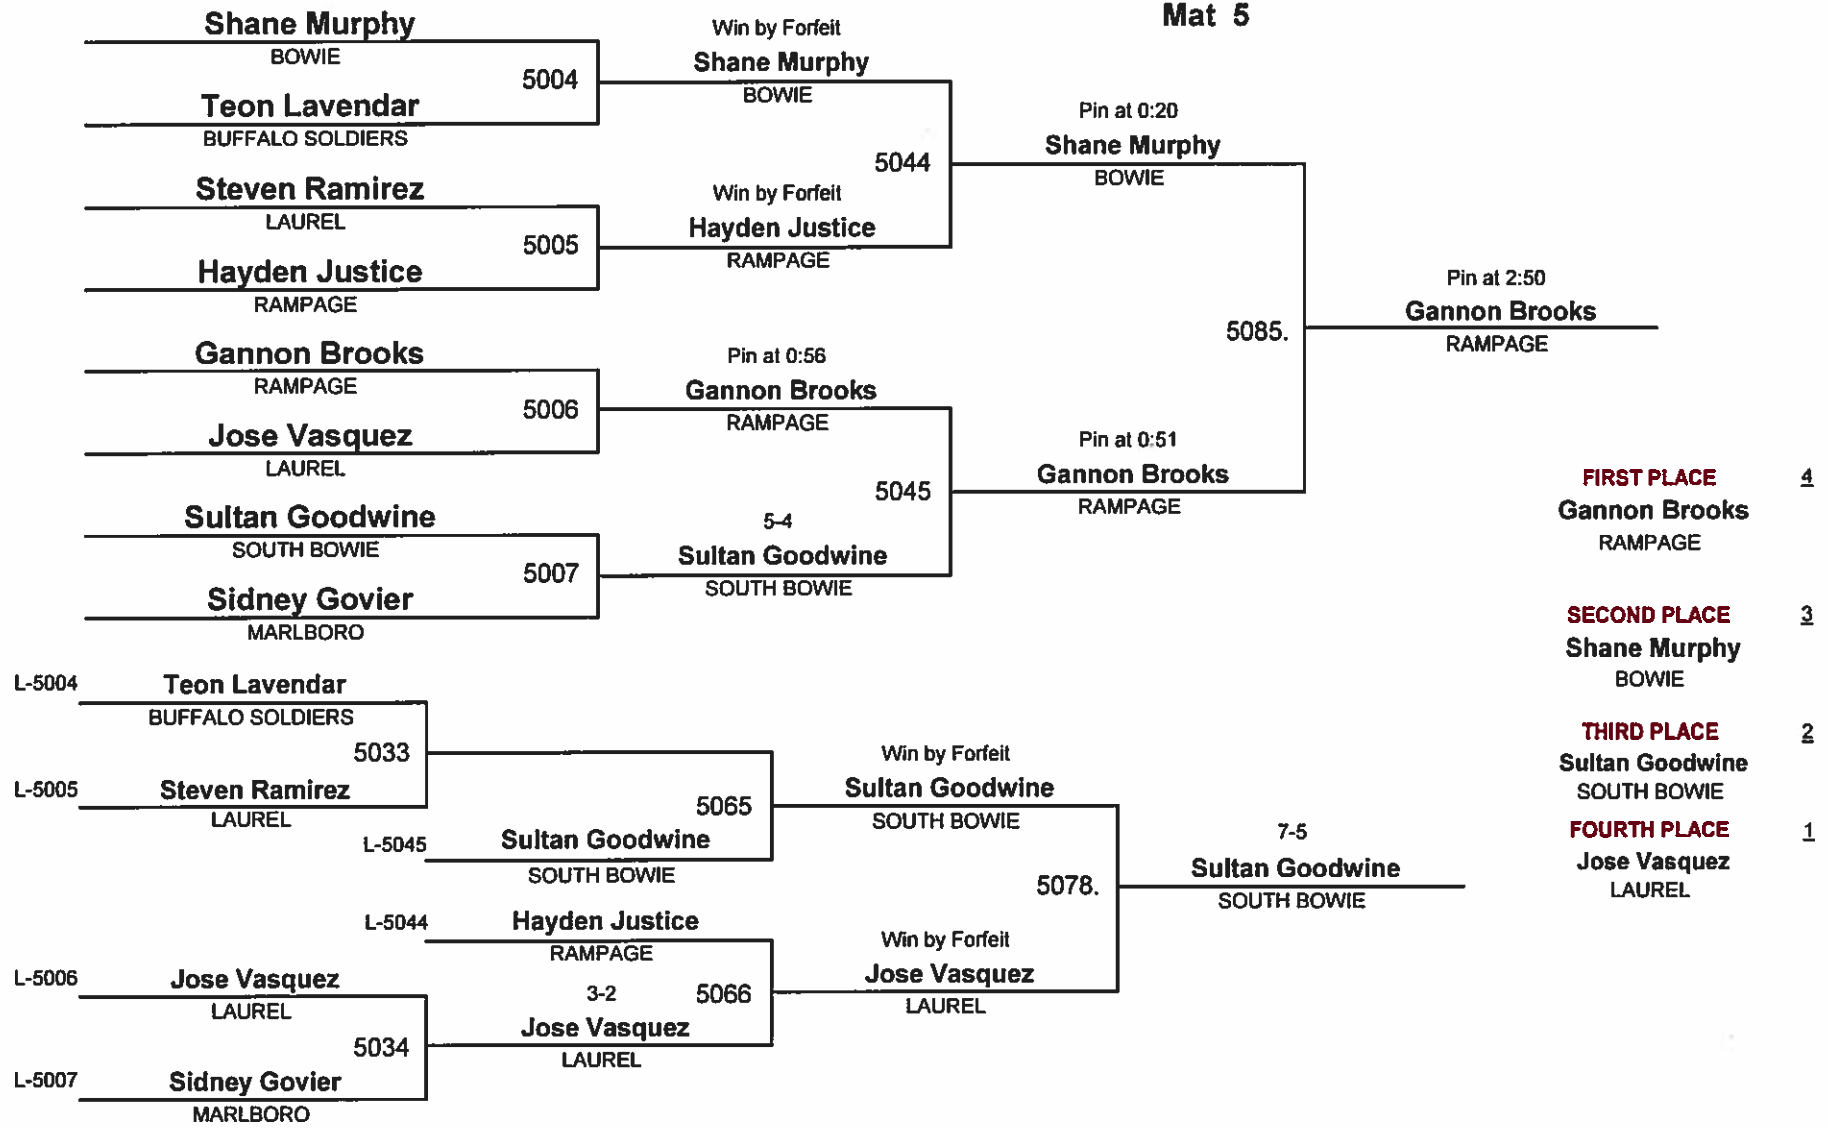 Mat 5
Shane Murphy
BOWIE
5004
Teon Lavendar
BUFFALO SOLDIERS
Steven Ramirez
LAUREL
5005
Hayden Justice
RAMPAGE
Gannon Brooks
RAMPAGE
5006
Jose Vasquez
LAUREL
Sultan Goodwine
SOUTH BOWIE
5007
Sidney Govier
MARLBORO
Win by Forfeit
Shane Murphy
BOWIE
5044
Win by Forfeit
Hayden Justice
RAMPAGE
Pin at 0:56
Gannon Brooks
RAMPAGE
5045
5-4
Sultan Goodwine
SOUTH BOWIE
Pin at 0:20
Shane Murphy
BOWIE
5085.
Pin at 0:51
Gannon Brooks
RAMPAGE
Pin at 2:50
Gannon Brooks
RAMPAGE
FIRST PLACE 4
Gannon Brooks
RAMPAGE
SECOND PLACE 3
Shane Murphy
BOWIE
THIRD PLACE 2
Sultan Goodwine
SOUTH BOWIE
FOURTH PLACE 1
Jose Vasquez
LAUREL
L-5004 Teon Lavendar
BUFFALO SOLDIERS
5033
L-5005 Steven Ramirez
LAUREL
5065
L-5045 Sultan Goodwine
SOUTH BOWIE
L-5044 Hayden Justice
RAMPAGE
L-5006 Jose Vasquez
LAUREL
5034
L-5007 Sidney Govier
MARLBORO
3-2
5066
Jose Vasquez
LAUREL
Win by Forfeit
Sultan Goodwine
SOUTH BOWIE
5078.
Win by Forfeit
Jose Vasquez
LAUREL
7-5
Sultan Goodwine
SOUTH BOWIE